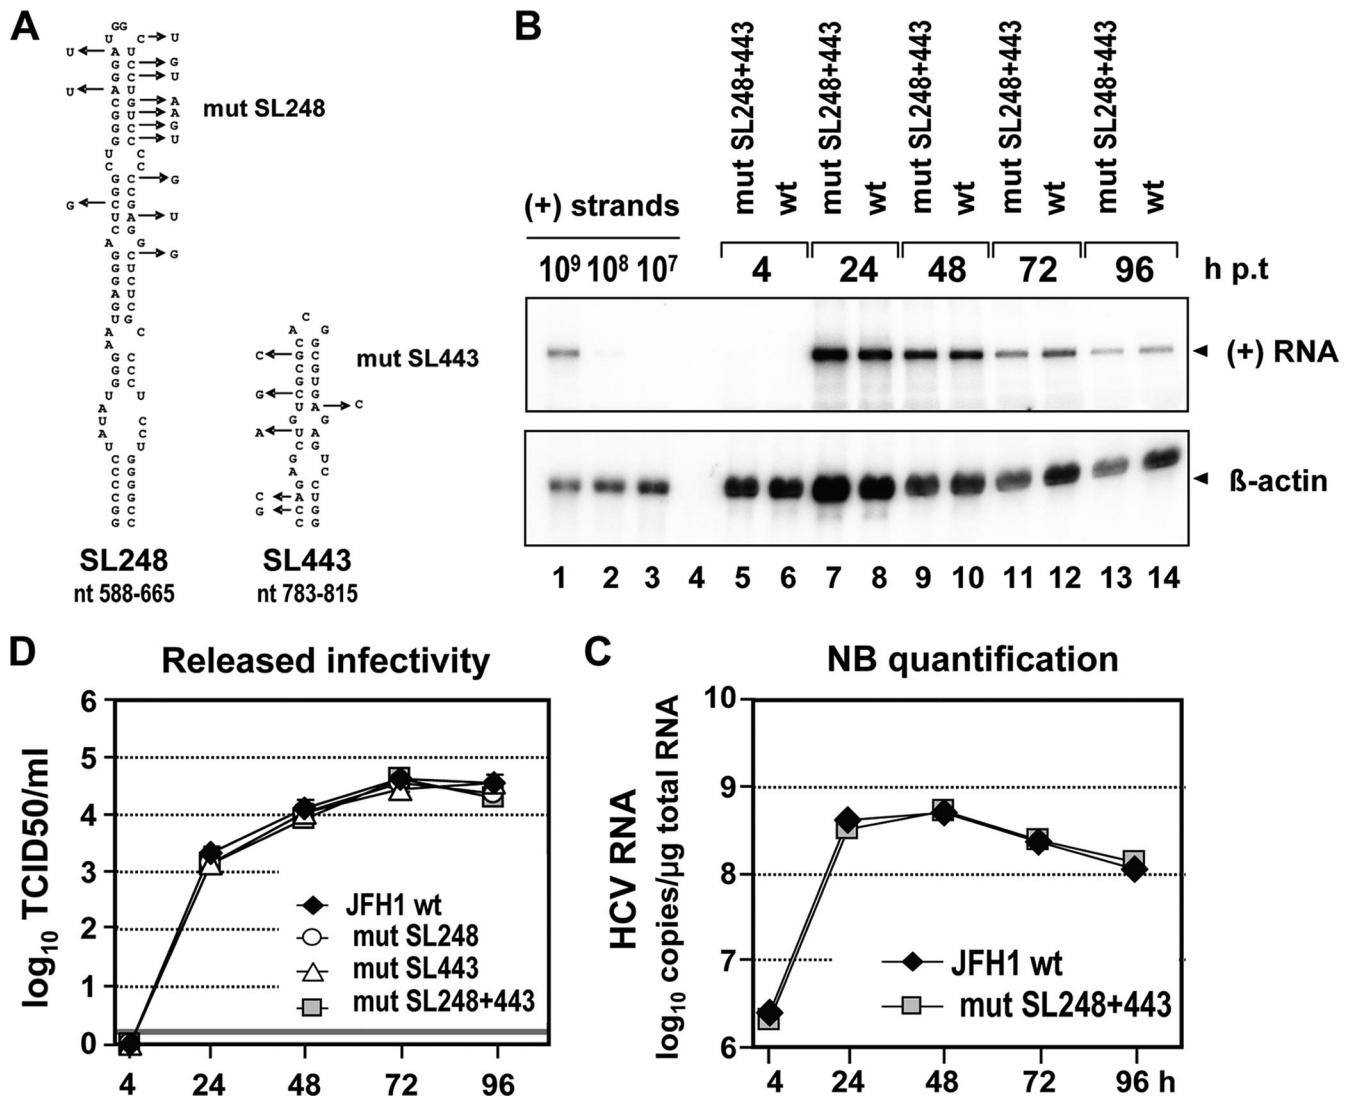 A
mut SL248
mut SL443
SL248
nt 588-665
SL443
nt 783-815
B
mut SL248+443
wt
mut SL248+443
wt
mut SL248+443
wt
mut SL248+443
wt
mut SL248+443
wt
(+) strands
10⁹ 10⁸ 10⁷ 4 24 48 72 96 h p.t
(+) RNA
ß-actin
1 2 3 4 5 6 7 8 9 10 11 12 13 14
D
Released infectivity
log₁₀ TCID50/ml
6
5
4
3
2
1
0
JFH1 wt
mut SL248
mut SL443
mut SL248+443
4 24 48 72 96
C
NB quantification
HCV RNA
log₁₀ copies/µg total RNA
10
9
8
7
6
JFH1 wt
mut SL248+443
4 24 48 72 96 h